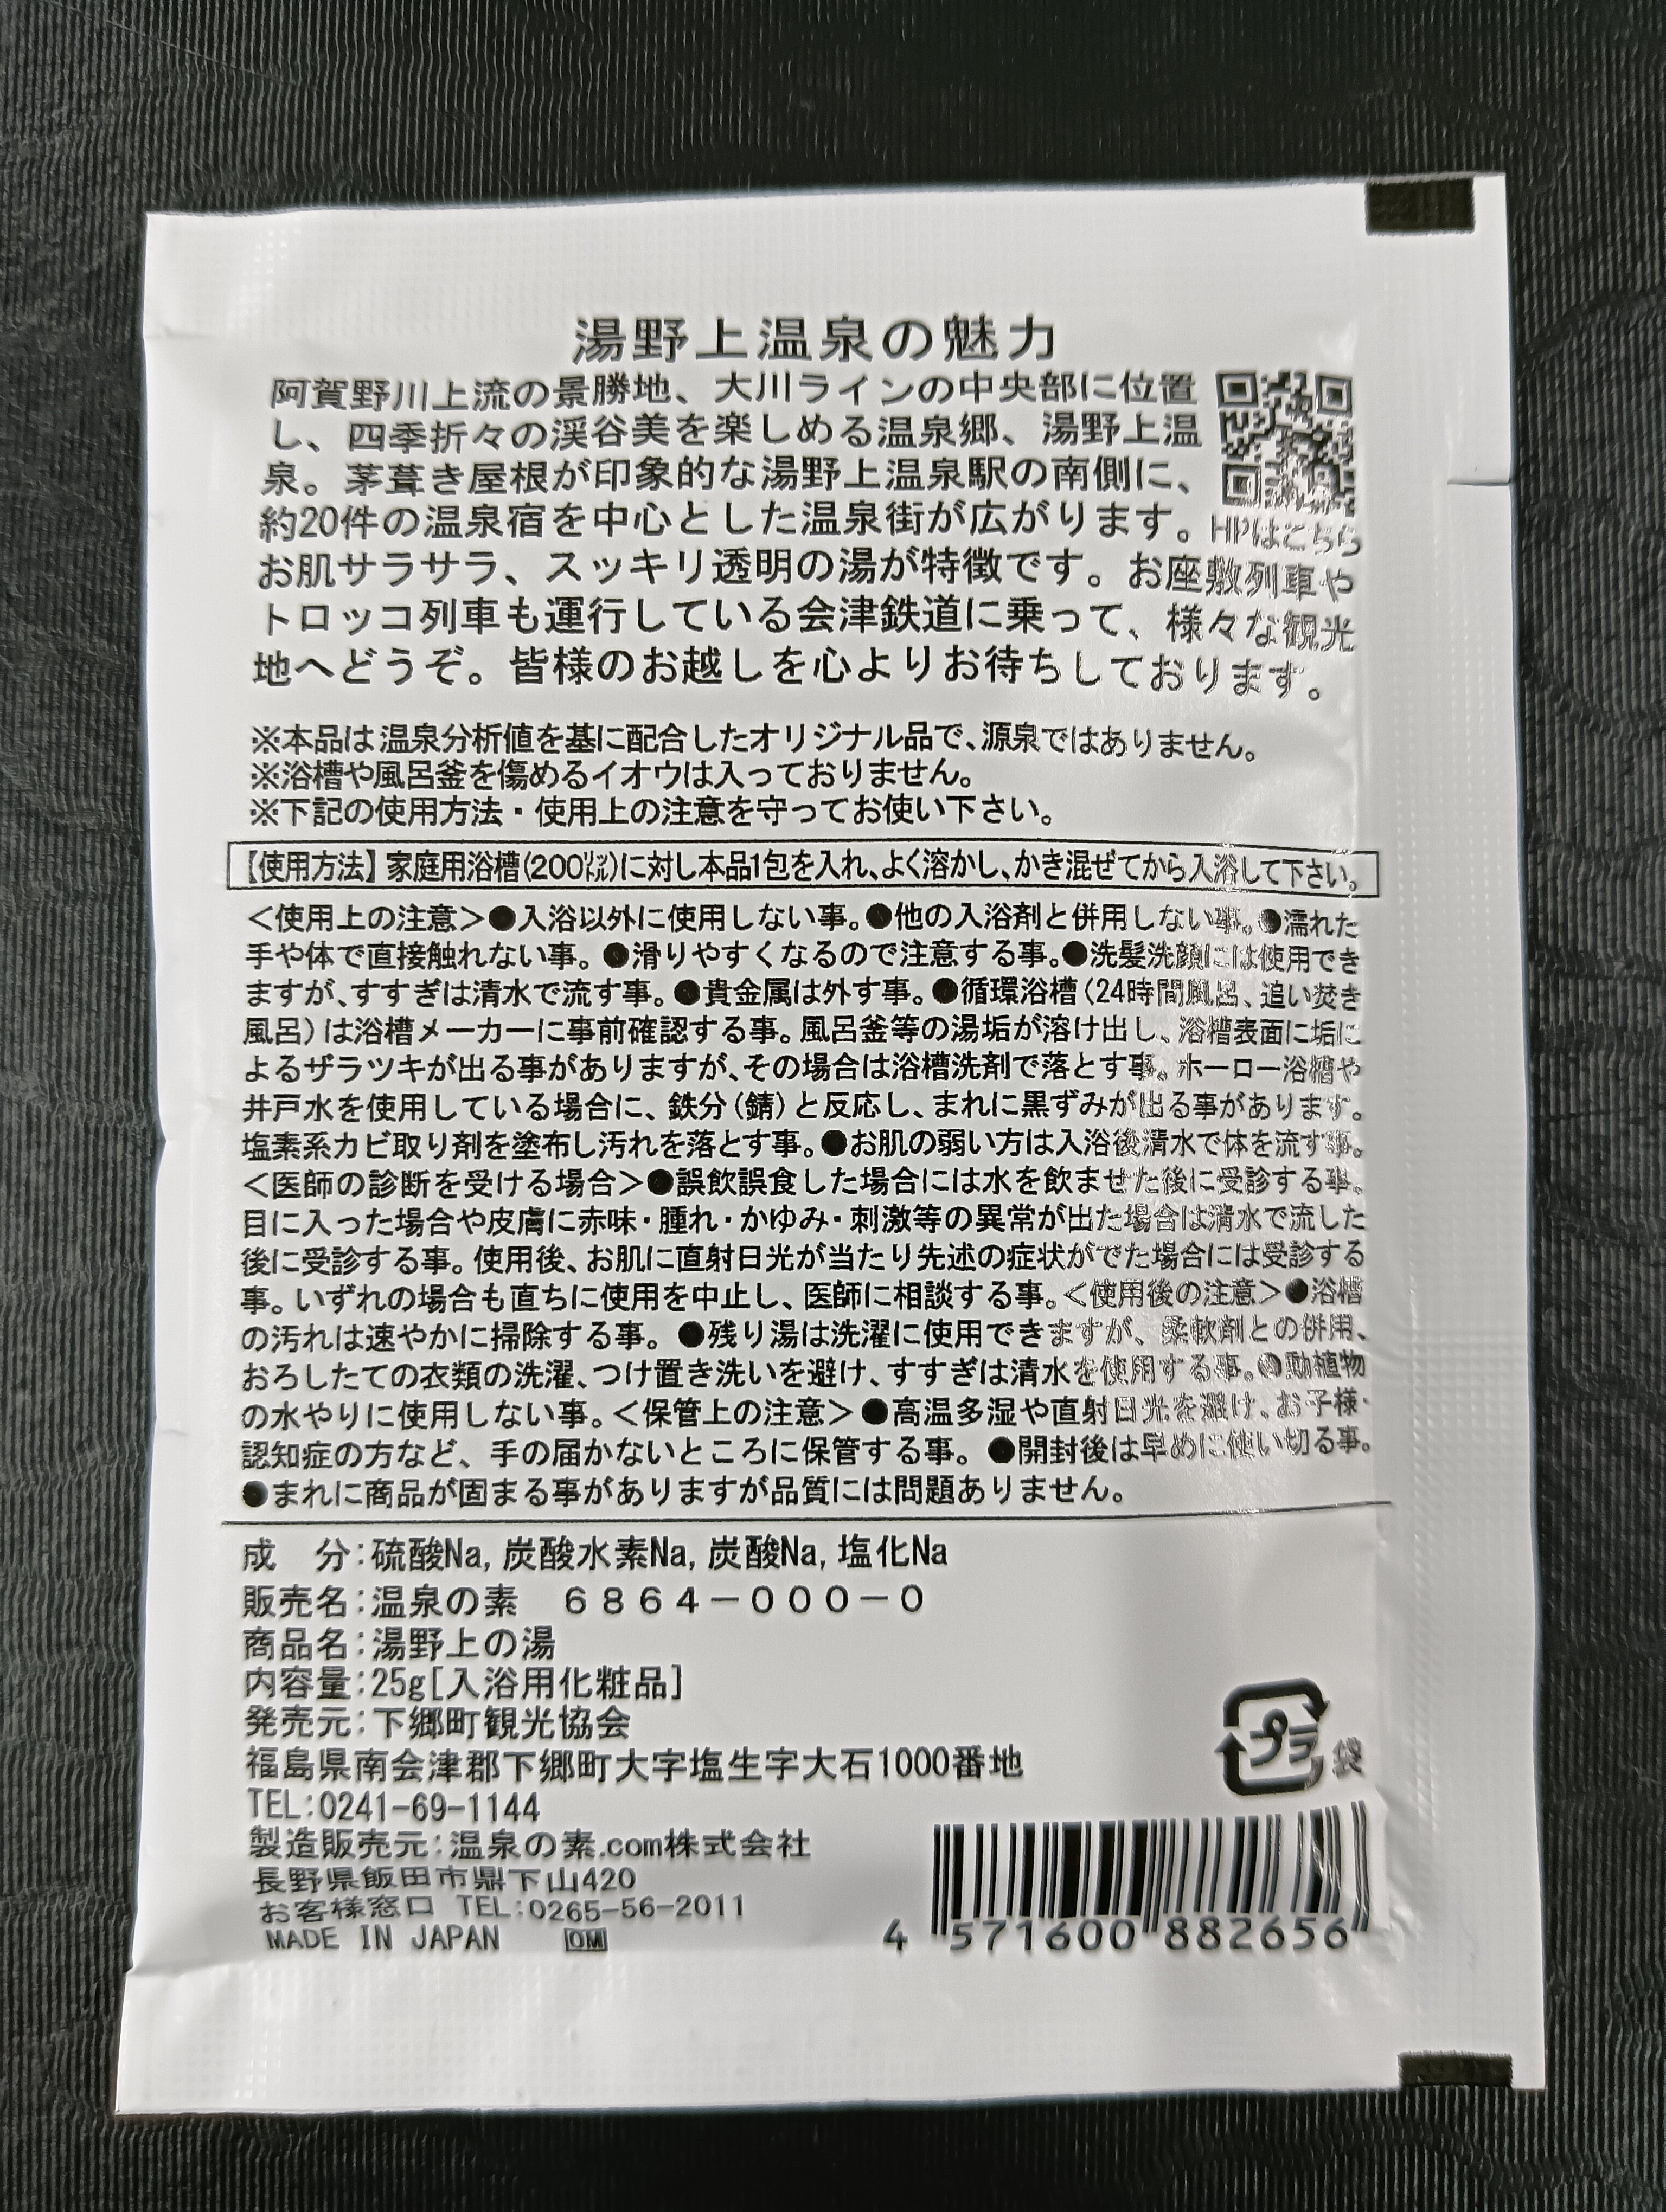 湯野上温泉の魅力
阿賀野川上流の景勝地、大川ラインの中央部に位置
し、四季折々の渓谷美を楽しめる温泉郷、湯野上温
泉。茅葺き屋根が印象的な湯野上温泉駅の南側に、
約20件の温泉宿を中心とした温泉街が広がります。
HPはこちら
お肌サラサラ、スッキリ透明の湯が特徴です。お座敷列車や
トロッコ列車も運行している会津鉄道に乗って、様々な観光
地へどうぞ。皆様のお越しを心よりお待ちしております。
※本品は温泉分析値を基に配合したオリジナル品で、源泉ではありません。
※浴槽や風呂釜を傷めるイオウは入っておりません。
※下記の使用方法・使用上の注意を守ってお使い下さい。
【使用方法】家庭用浴槽(200㍑)に対し本品1包を入れ、よく溶かし、かき混ぜてから入浴して下さい。
＜使用上の注意＞●入浴以外に使用しない事。●他の入浴剤と併用しない事。●濡れた
手や体で直接触れない事。●滑りやすくなるので注意する事。●洗髪洗顔には使用でき
ますが、すすぎは清水で流す事。●貴金属は外す事。●循環浴槽(24時間風呂、追い焚き
風呂)は浴槽メーカーに事前確認する事。風呂釜等の湯垢が溶け出し、浴槽表面に垢に
よるザラツキが出る事がありますが、その場合は浴槽洗剤で落とす事。ホーロー浴槽や
井戸水を使用している場合に、鉄分(錆)と反応し、まれに黒ずみが出る事があります。
塩素系カビ取り剤を塗布し汚れを落とす事。●お肌の弱い方は入浴後清水で体を流す事。
＜医師の診断を受ける場合＞●誤飲誤食した場合には水を飲ませた後に受診する事。
目に入った場合や皮膚に赤味・腫れ・かゆみ・刺激等の異常が出た場合は清水で流した
後に受診する事。使用後、お肌に直射日光が当たり先述の症状がでた場合には受診する
事。いずれの場合も直ちに使用を中止し、医師に相談する事。＜使用後の注意＞●浴槽
の汚れは速やかに掃除する事。●残り湯は洗濯に使用できますが、柔軟剤との併用、
おろしたての衣類の洗濯、つけ置き洗いを避け、すすぎは清水を使用する事。●動植物
の水やりに使用しない事。＜保管上の注意＞●高温多湿や直射日光を避け、お子様・
認知症の方など、手の届かないところに保管する事。●開封後は早めに使い切る事。
●まれに商品が固まる事がありますが品質には問題ありません。
成　分:硫酸Na, 炭酸水素Na, 炭酸Na, 塩化Na
販売名:温泉の素　６８６４－０００－０
商品名:湯野上の湯
内容量:25g[入浴用化粧品]
発売元:下郷町観光協会
福島県南会津郡下郷町大字塩生字大石1000番地
TEL:0241-69-1144
製造販売元:温泉の素.com株式会社
長野県飯田市鼎下山420
お客様窓口 TEL:0265-56-2011
MADE IN JAPAN OM
プラ 袋
4 571600 882656